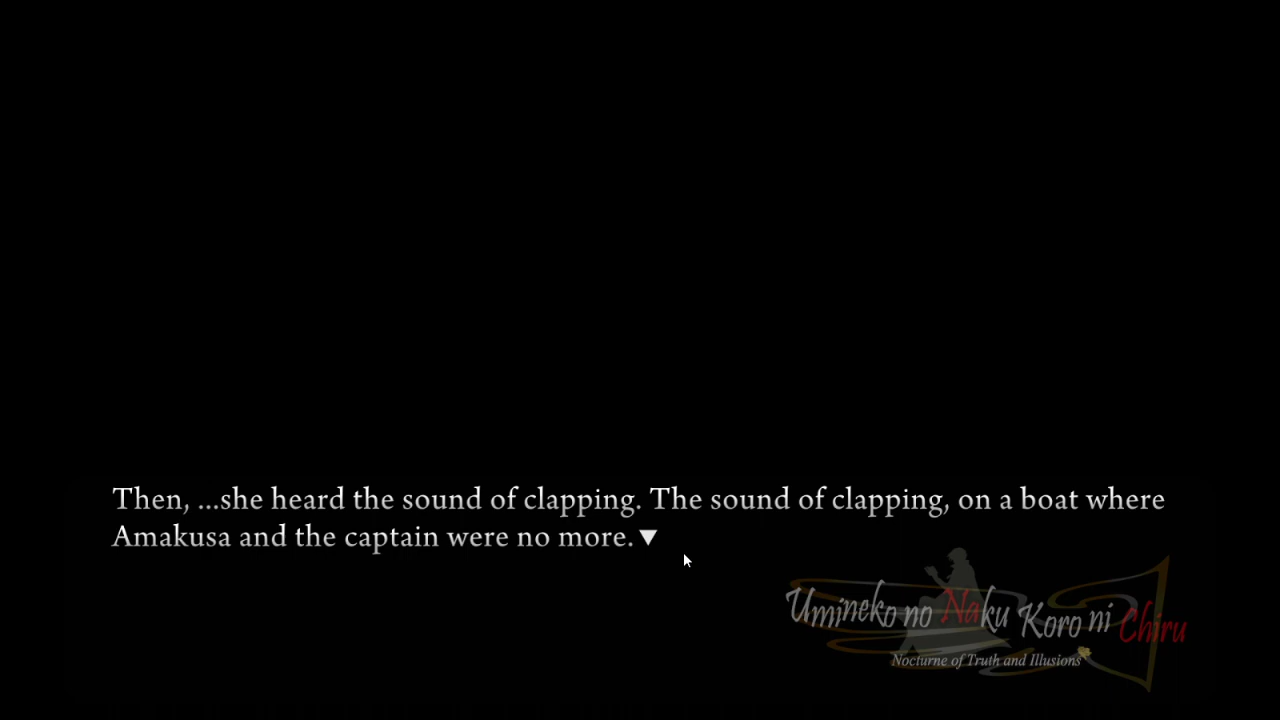 Then, ...she heard the sound of clapping. The sound of clapping, on a boat where
Amakusa and the captain were no more.▼
Umineko no Naku Koro ni Chiru
Nocturne of Truth and Illusions